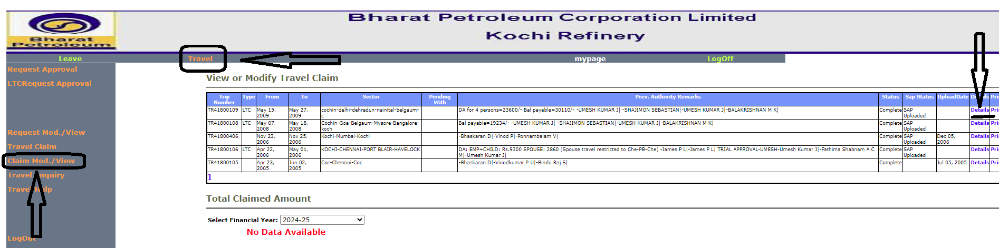 Bharat Petroleum Corporation Limited
Kochi Refinery
Bharat
Petroleum
Leave Travel mypage LogOff
Request Approval
LTCRequest Approval
Request Mod./View
Travel Claim
Claim Mod./View
Travel Enquiry
Travel Help
LogOut
View or Modify Travel Claim
Trip Number Type From To Sector Pending With Prev. Authority Remarks Status Sap Status UploadDate Details
TR41800109 LTC May 15, 2009 May 27, 2009 cochin-delhi-dehradun-nainital-belgaum-c DA for 4 persons=23600/- Bal payable=30110/- -UMESH KUMAR J| -SHAJIMON SEBASTIAN|-UMESH KUMAR J|-BALAKRISHNAN M K| Complete SAP Uploaded Details Pri
TR41800108 LTC May 07, 2008 May 18, 2008 Cochin-Goa-Belgaum-Mysore-Bangalore-koch Bal payable=19234/- -UMESH KUMAR J| -SHAJIMON SEBASTIAN|-UMESH KUMAR J|-BALAKRISHNAN M K| Complete SAP Uploaded Details Pri
TR41800406 Nov 23, 2006 Nov 25, 2006 Kochi-Mumbai-Kochi -Bhaskaran D|-Vinod P|-Ponnambalam V| Complete SAP Uploaded Dec 05, 2006 Details Pri
TR41800106 LTC Apr 22, 2006 May 01, 2006 KOCHI-CHENNAI-PORT BLAIR-HAVELOCK DA: EMP+CHILD: Rs.9300 SPOUSE: 2860 (Spouse travel restricted to Che-PB-Che) -James P L|-James P L| TRIAL APPROVAL-UMESH-Umesh Kumar J|-Fathima Shabnam A C M|-Umesh Kumar J| Complete SAP Uploaded Details Pri
TR41800105 Apr 23, 2005 Jun 02, 2005 Coc-Chennai-Coc -Bhaskaran D|-Vinodkumar P U|-Bindu Raj S| Complete Jul 05, 2005 Details Pri
1
Total Claimed Amount
Select Financial Year: 2024-25
No Data Available